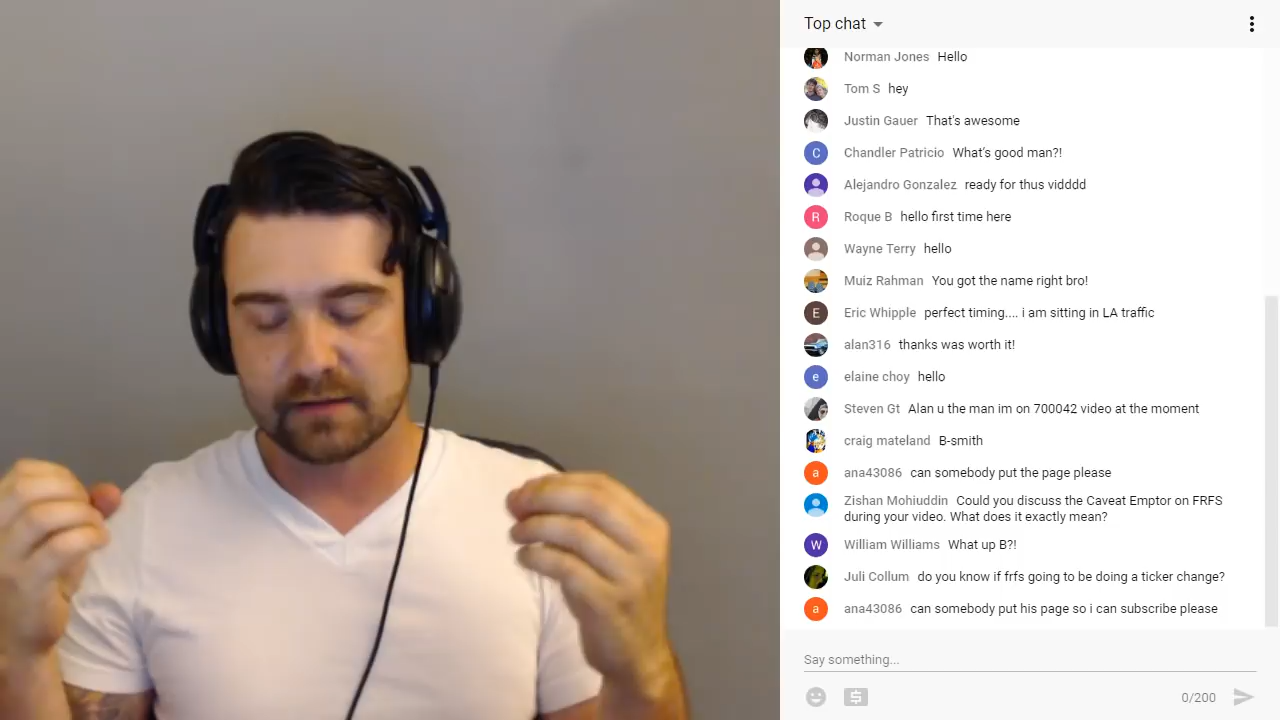 Top chat
Norman Jones Hello
Tom S hey
Justin Gauer That's awesome
C Chandler Patricio What's good man?!
Alejandro Gonzalez ready for thus vidddd
R Roque B hello first time here
Wayne Terry hello
Muiz Rahman You got the name right bro!
E Eric Whipple perfect timing.... i am sitting in LA traffic
alan316 thanks was worth it!
e elaine choy hello
Steven Gt Alan u the man im on 700042 video at the moment
craig mateland B-smith
a ana43086 can somebody put the page please
Zishan Mohiuddin Could you discuss the Caveat Emptor on FRFS
during your video. What does it exactly mean?
W William Williams What up B?!
Juli Collum do you know if frfs going to be doing a ticker change?
a ana43086 can somebody put his page so i can subscribe please
Say something...
$ 0/200